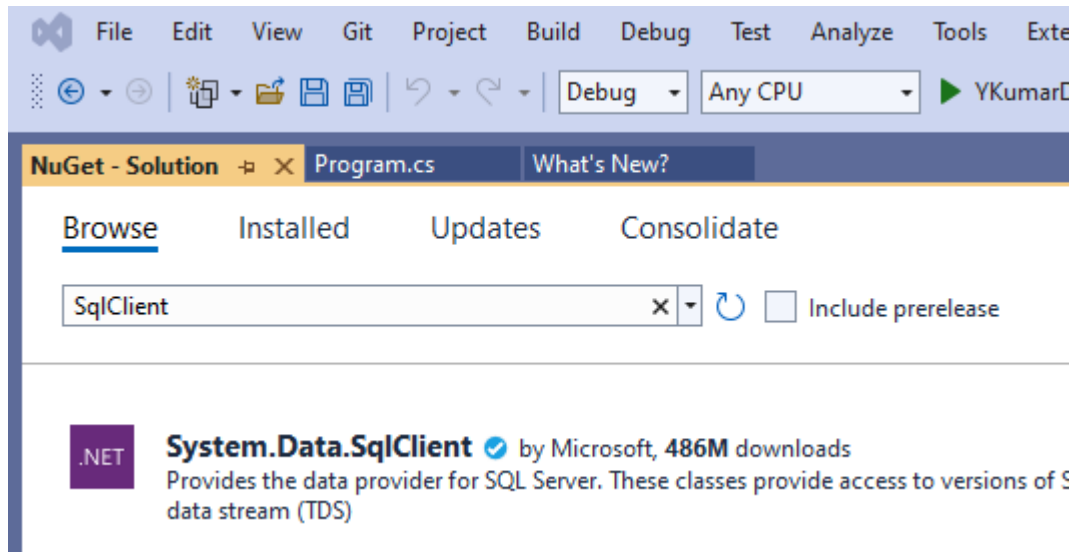 File Edit View Git Project Build Debug Test Analyze Tools Exte
Debug Any CPU YKumarD
NuGet - Solution Program.cs What's New?
Browse Installed Updates Consolidate
SqlClient Include prerelease
.NET System.Data.SqlClient by Microsoft, 486M downloads
Provides the data provider for SQL Server. These classes provide access to versions of S
data stream (TDS)